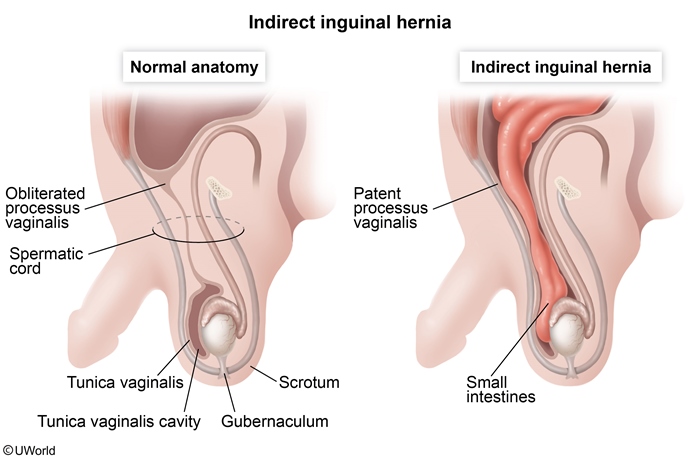 Indirect inguinal hernia
Normal anatomy
Obliterated
processus
vaginalis
Spermatic
cord
Tunica vaginalis
Tunica vaginalis cavity
Gubernaculum
Scrotum
Indirect inguinal hernia
Patent
processus
vaginalis
Small
intestines
©UWorld